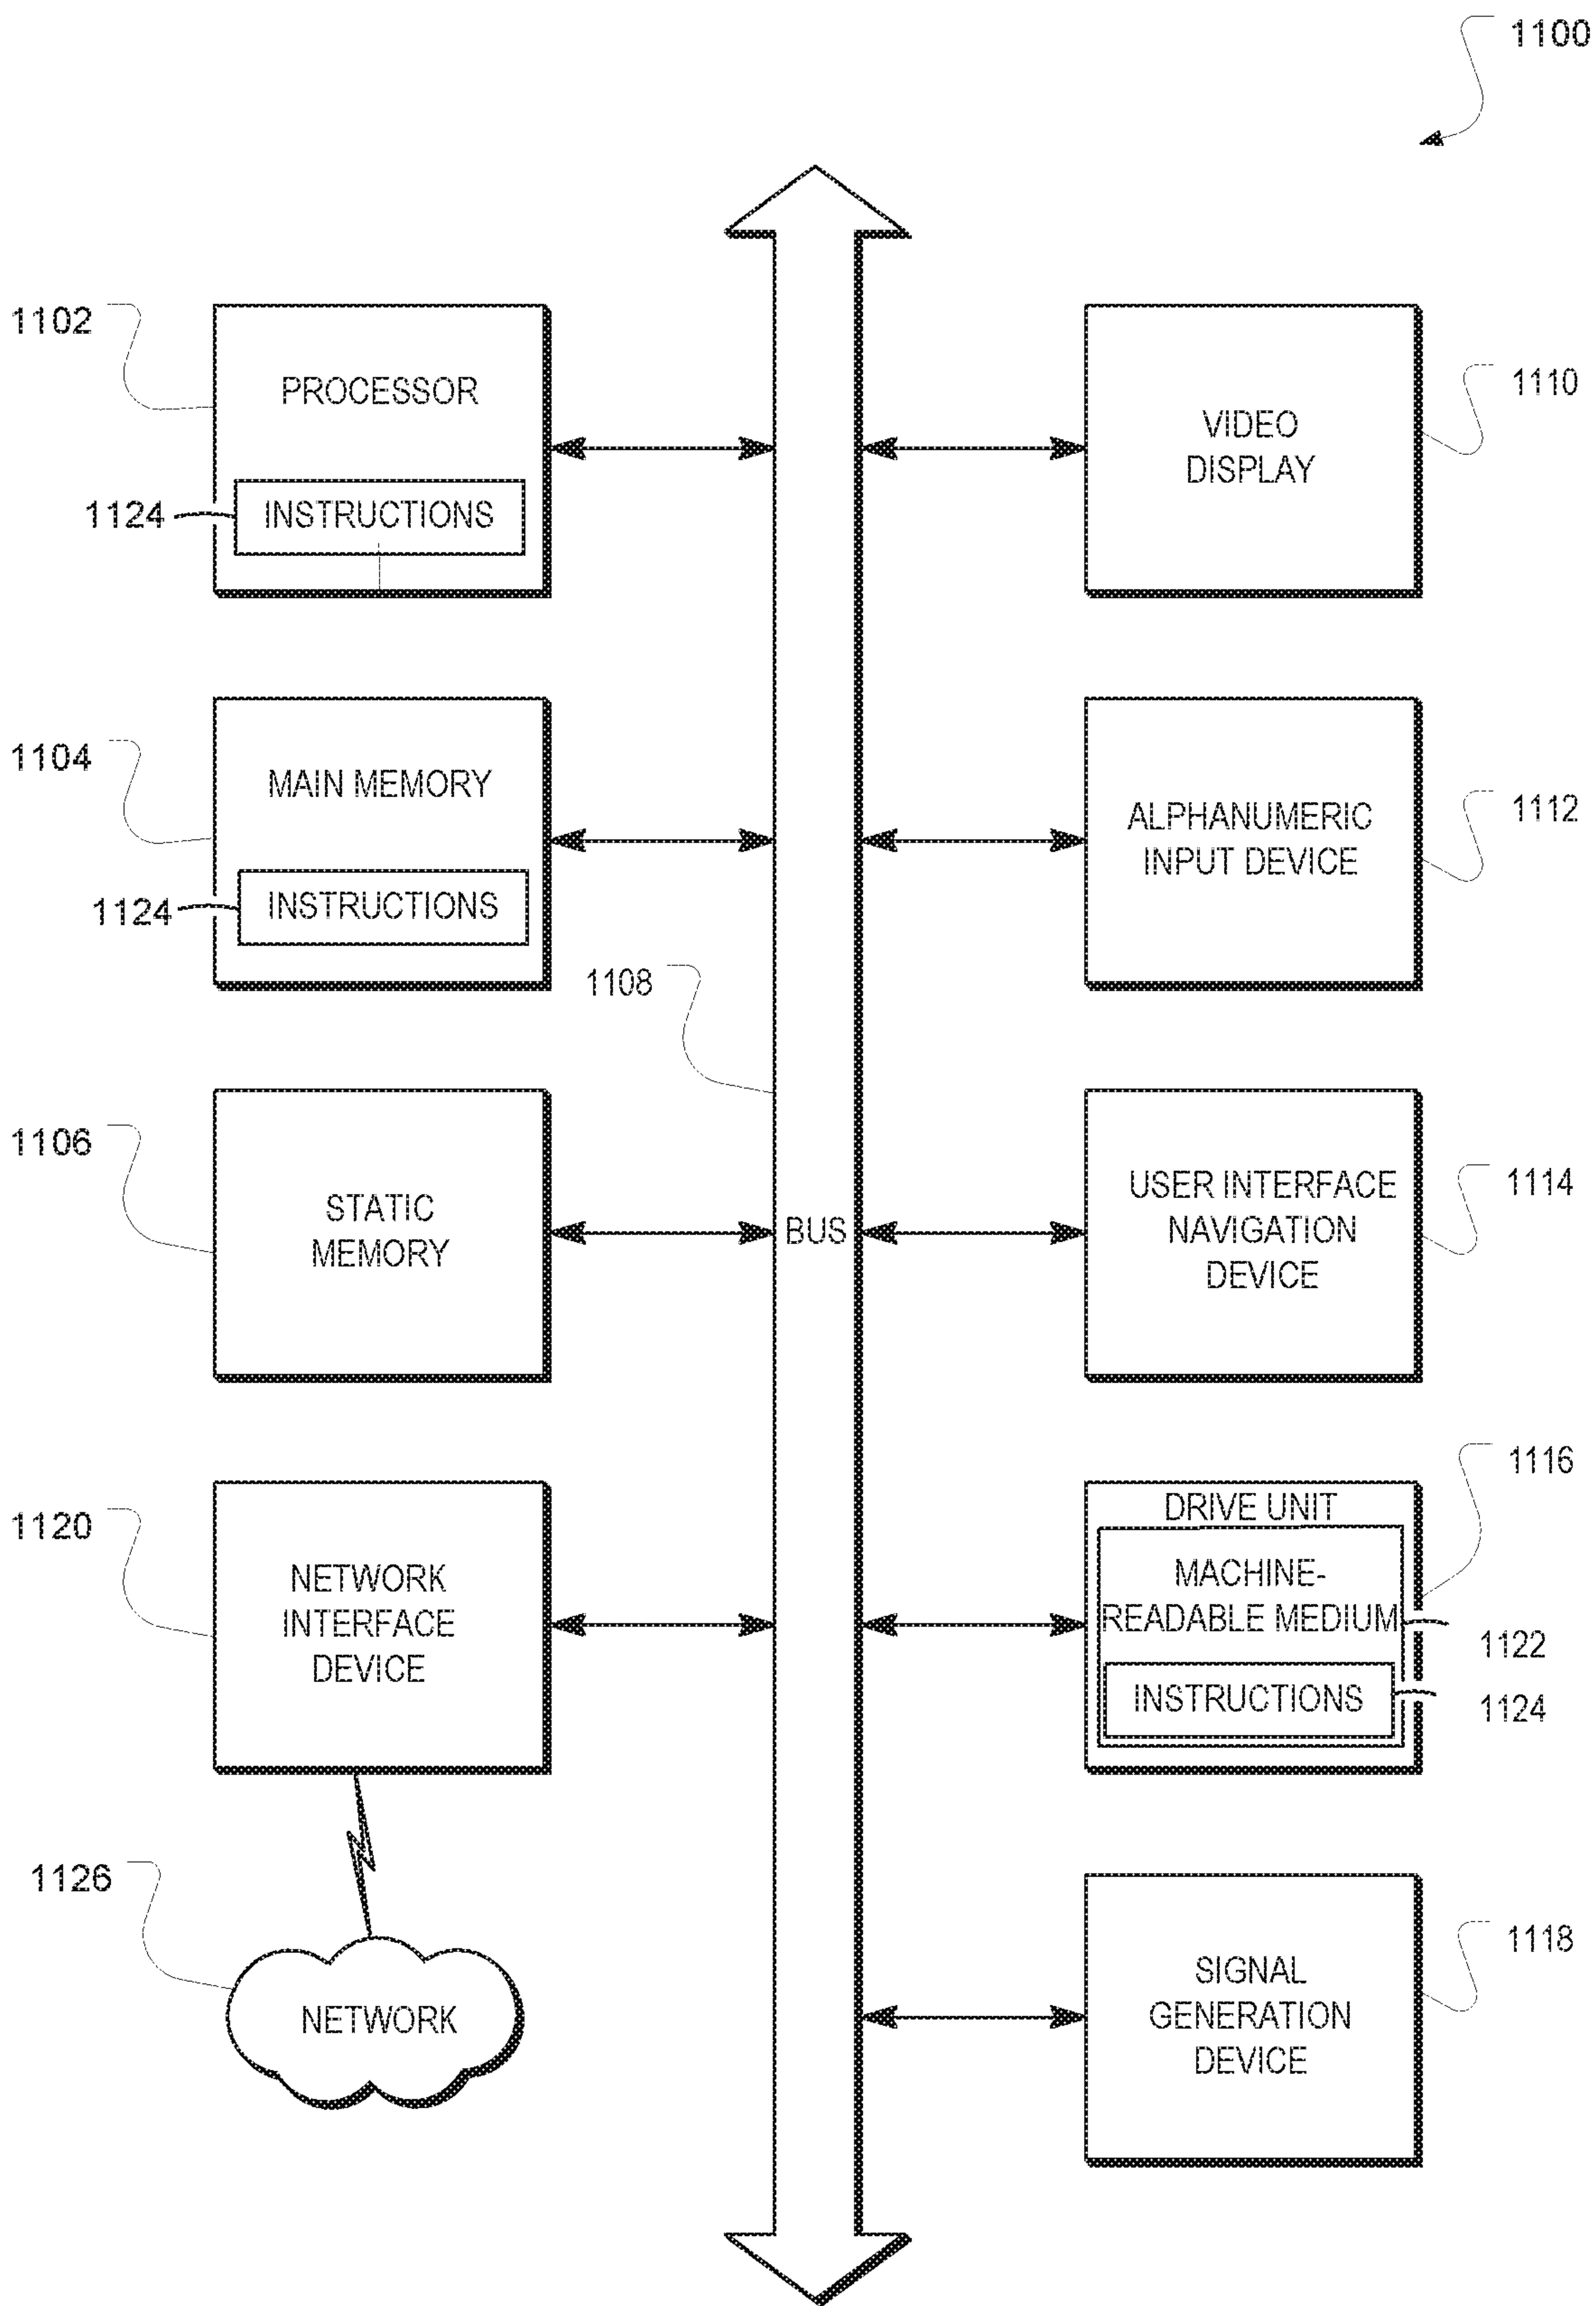 1100
1102
PROCESSOR
1124
INSTRUCTIONS
VIDEO
DISPLAY
1110
1104
MAIN MEMORY
1124
INSTRUCTIONS
ALPHANUMERIC
INPUT DEVICE
1112
1108
1106
STATIC
MEMORY
BUS
USER INTERFACE
NAVIGATION
DEVICE
1114
1120
NETWORK
INTERFACE
DEVICE
DRIVE UNIT
1116
MACHINE-
READABLE MEDIUM
1122
INSTRUCTIONS
1124
1126
NETWORK
SIGNAL
GENERATION
DEVICE
1118